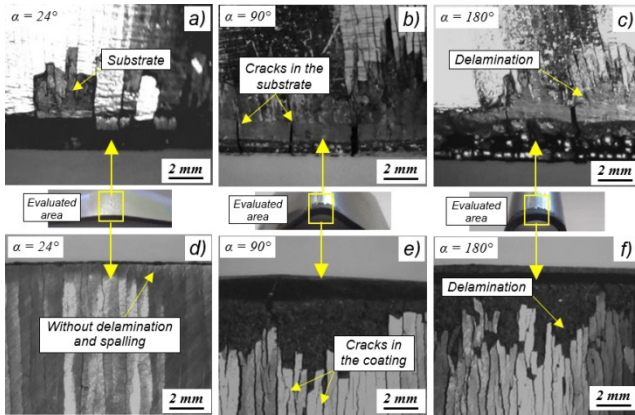 α = 24°
a)
Substrate
2 mm
α = 90°
b)
Cracks in the
substrate
2 mm
α = 180°
c)
Delamination
2 mm
Evaluated
area
Evaluated
area
Evaluated
area
α = 24°
d)
Without delamination
and spalling
2 mm
α = 90°
e)
Cracks in
the coating
2 mm
α = 180°
f)
Delamination
2 mm